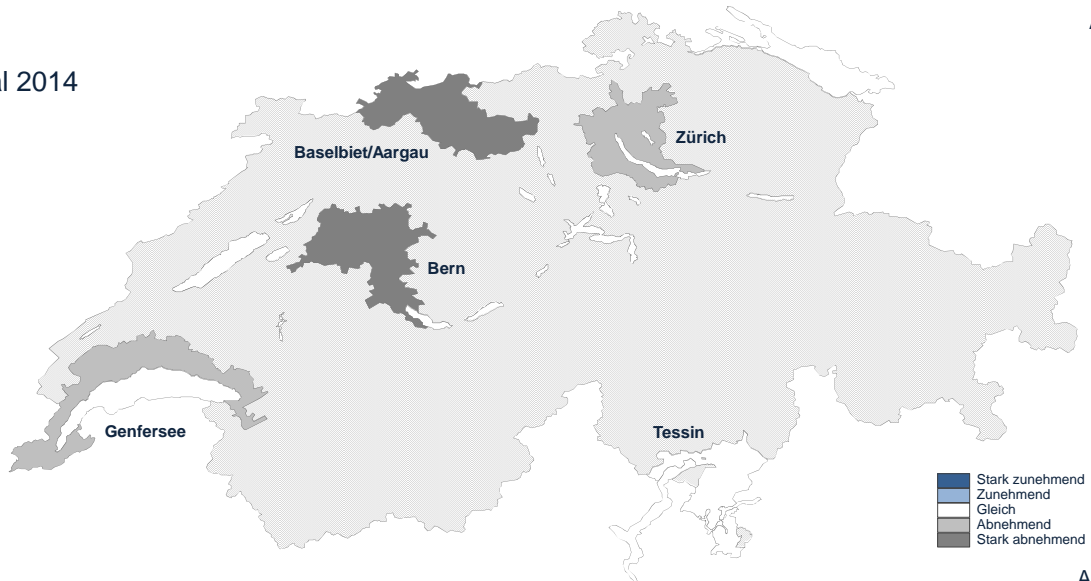 al 2014
Zürich
Baselbiet/Aargau
Bern
Genfersee
Tessin
Stark zunehmend
Zunehmend
Gleich
Abnehmend
Stark abnehmend
A